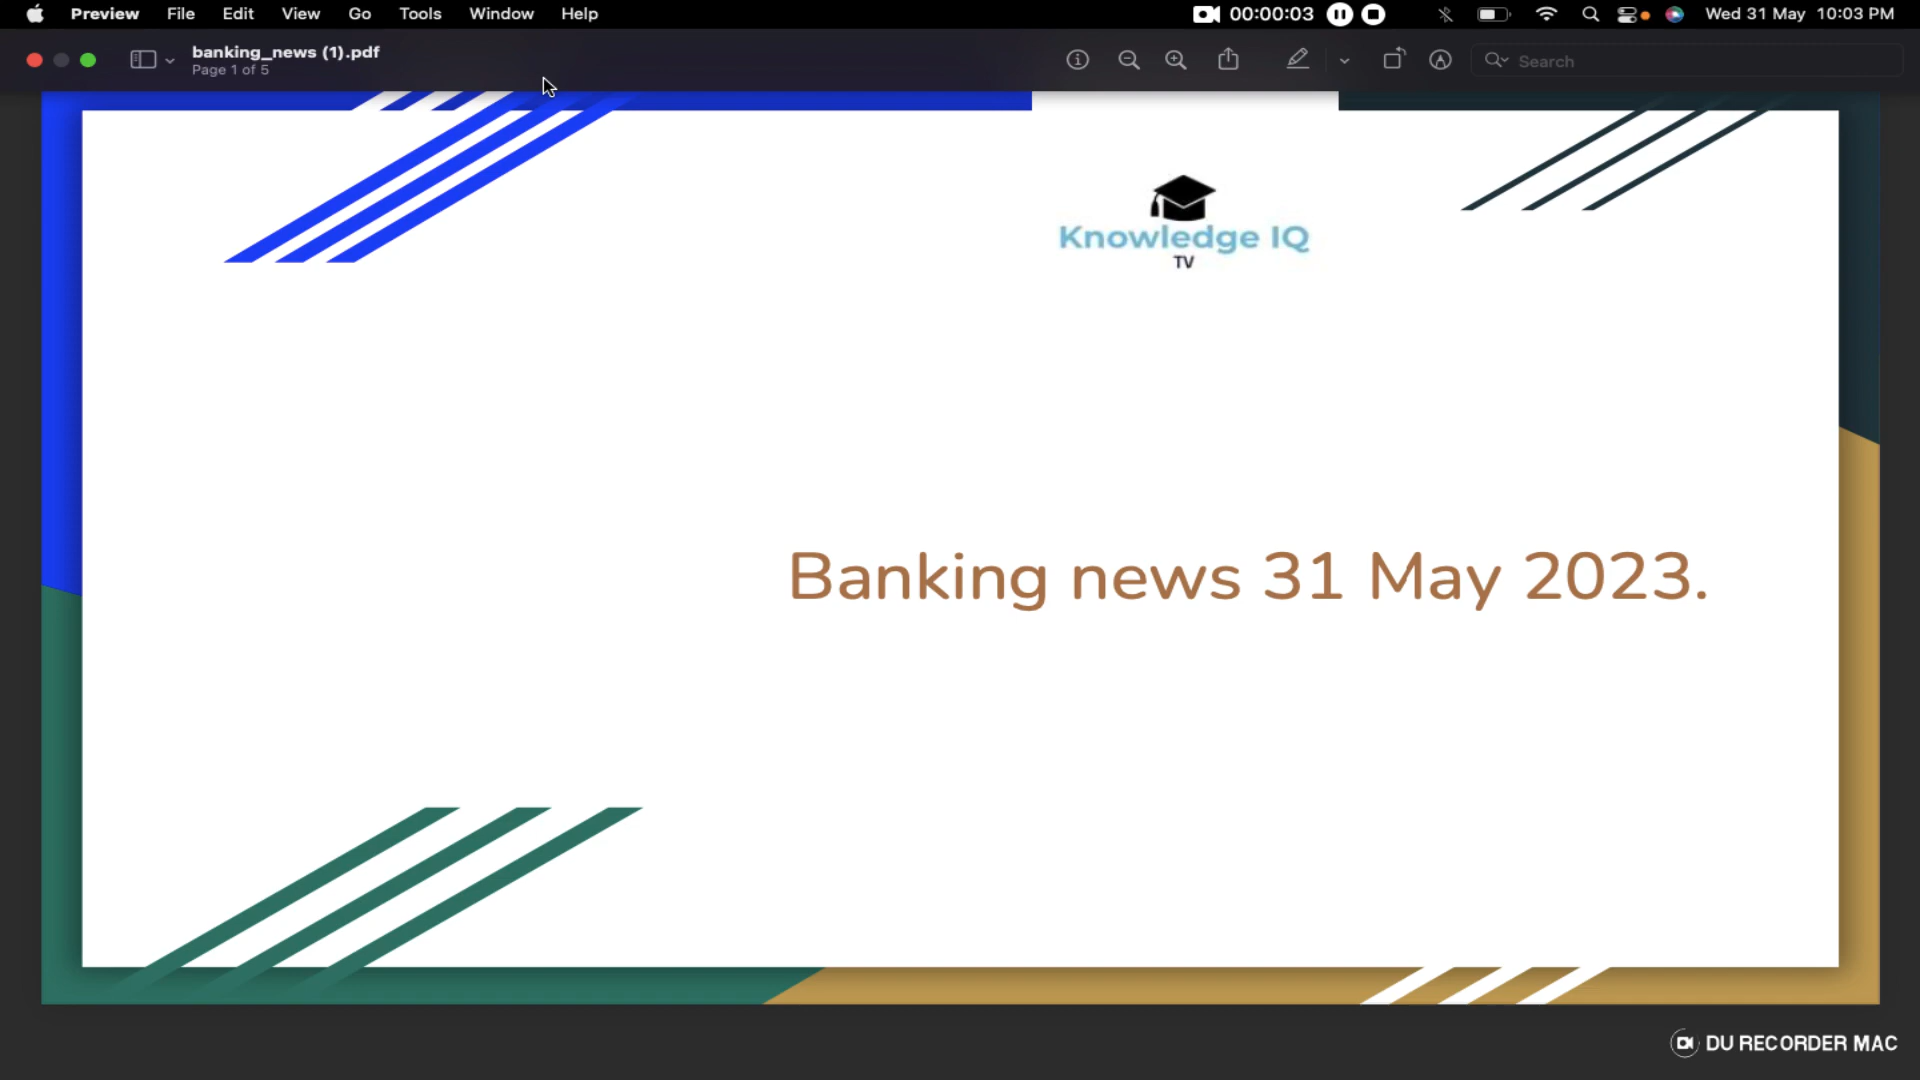 Preview File Edit View Go Tools Window Help 00:00:03 Wed 31 May 10:03 PM
banking_news (1).pdf
Page 1 of 5
Search
Knowledge IQ
TV
Banking news 31 May 2023.
DU RECORDER MAC